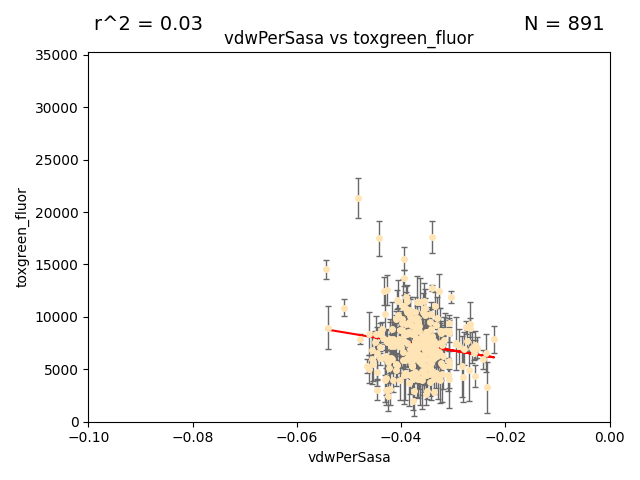 r^2 = 0.03
N = 891
vdwPerSasa vs toxgreen_fluor
35000
30000
25000
20000
15000
10000
5000
0
toxgreen_fluor
−0.10
−0.08
−0.06
−0.04
−0.02
0.00
vdwPerSasa